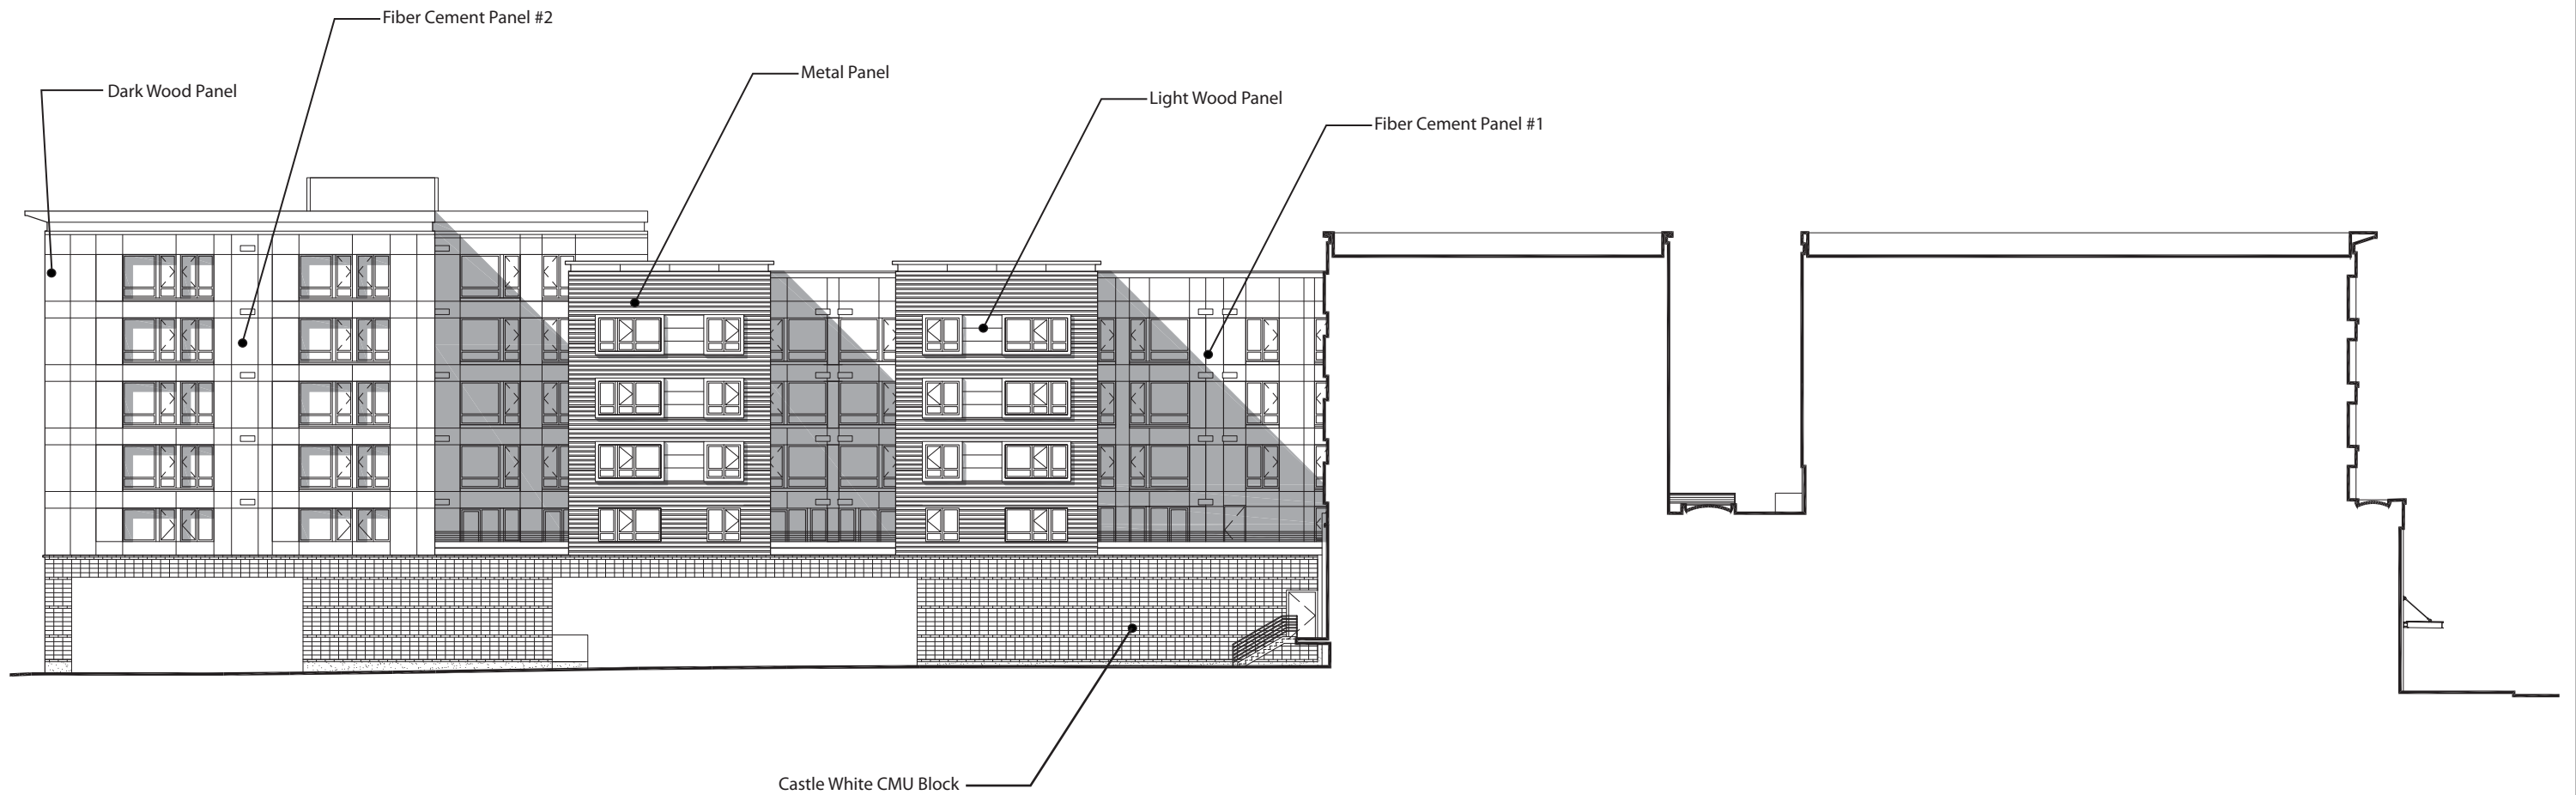 Fiber Cement Panel #2
Metal Panel
Dark Wood Panel
Light Wood Panel
Fiber Cement Panel #1
Castle White CMU Block